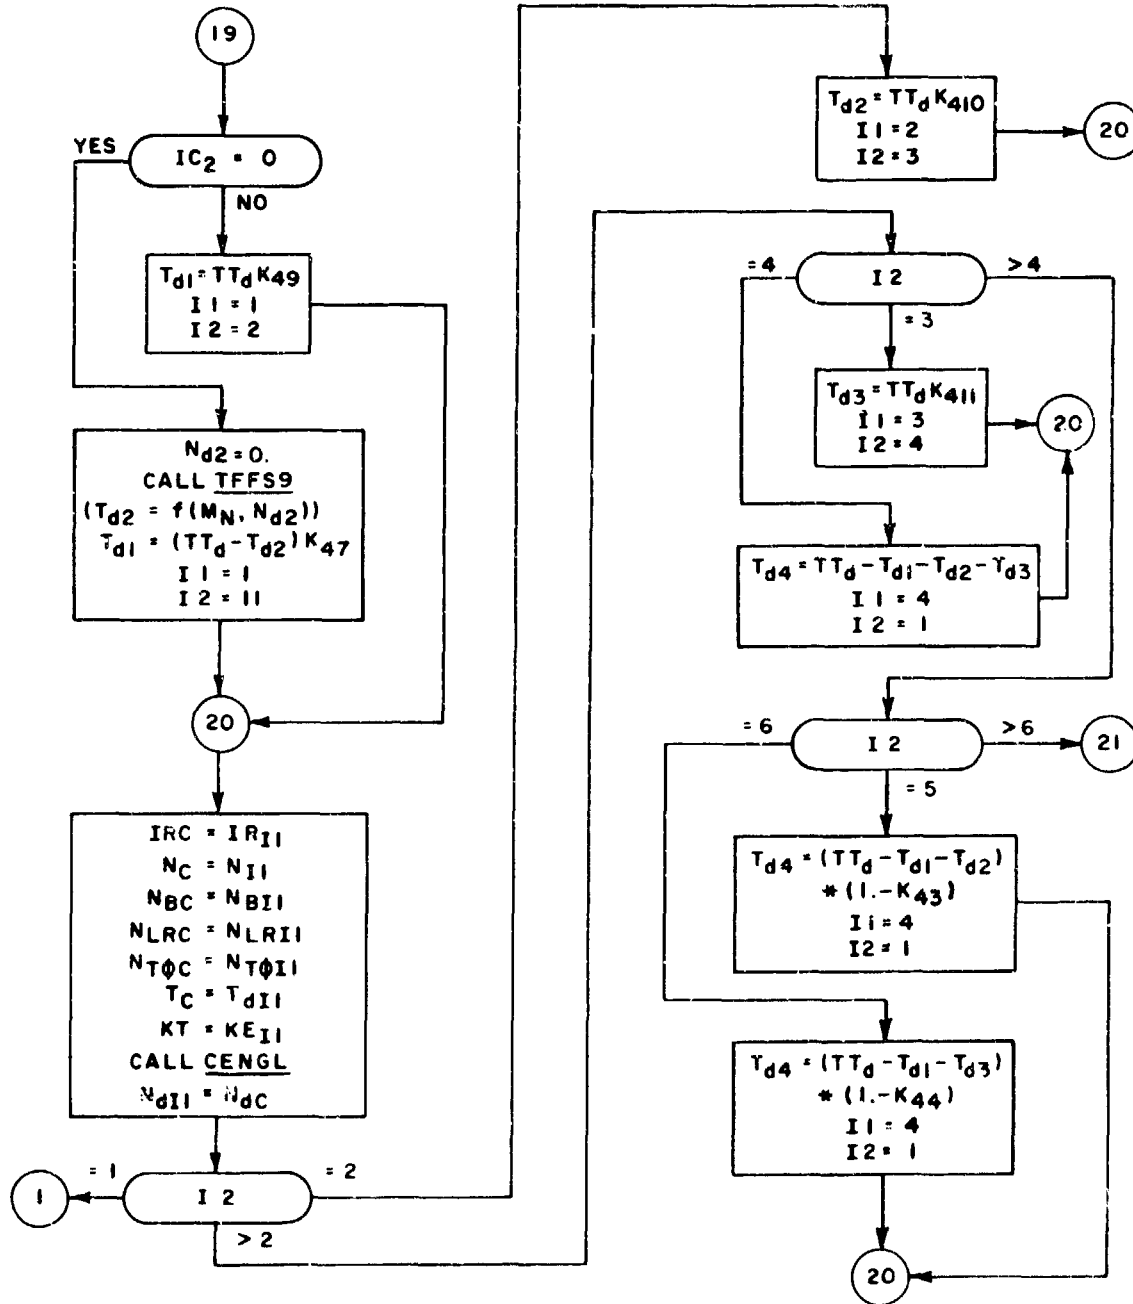 19
YES
IC2 = 0
NO
Td1 = TTd K49
I1 = 1
I2 = 2
Nd2 = 0.
CALL TFFS9
(Td2 = f(MN, Nd2))
Td1 = (TTd - Td2) K47
I1 = 1
I2 = 11
20
IRC = IRI1
NC = NI1
NBC = NBI1
NLRC = NLRI1
NTΦC = NTΦI1
TC = TdI1
KT = KEI1
CALL CENGL
NdI1 = NdC
= 1
= 2
1
I2
> 2
Td2 = TTd K410
I1 = 2
I2 = 3
20
= 4
I2
> 4
= 3
Td3 = TTd K411
I1 = 3
I2 = 4
20
Td4 = TTd - Td1 - Td2 - Td3
I1 = 4
I2 = 1
= 6
I2
> 6
21
= 5
Td4 = (TTd - Td1 - Td2)
* (1. - K43)
I1 = 4
I2 = 1
Td4 = (TTd - Td1 - Td3)
* (1. - K44)
I1 = 4
I2 = 1
20